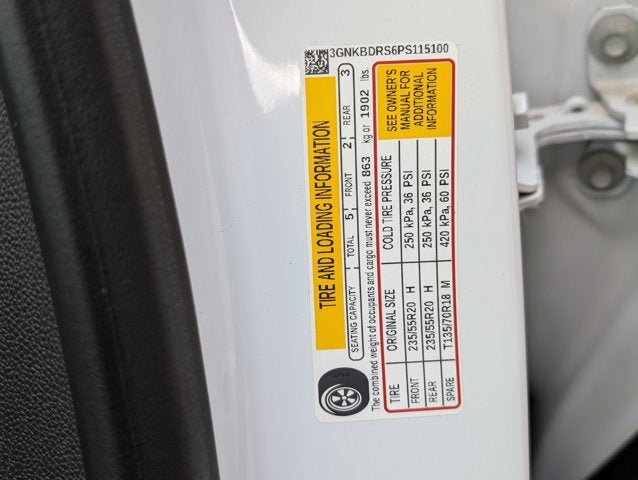 3GNKBDRS6PS115100
TIRE AND LOADING INFORMATION
SEATING CAPACITY TOTAL 5 FRONT 2 REAR 3
The combined weight of occupants and cargo must never exceed 863 kg or 1902 lbs.
TIRE ORIGINAL SIZE COLD TIRE PRESSURE
FRONT 235/55R20 H 250 kPa, 36 PSI
REAR 235/55R20 H 250 kPa, 36 PSI
SPARE T135/70R18 M 420 kPa, 60 PSI
SEE OWNER'S
MANUAL FOR
ADDITIONAL
INFORMATION